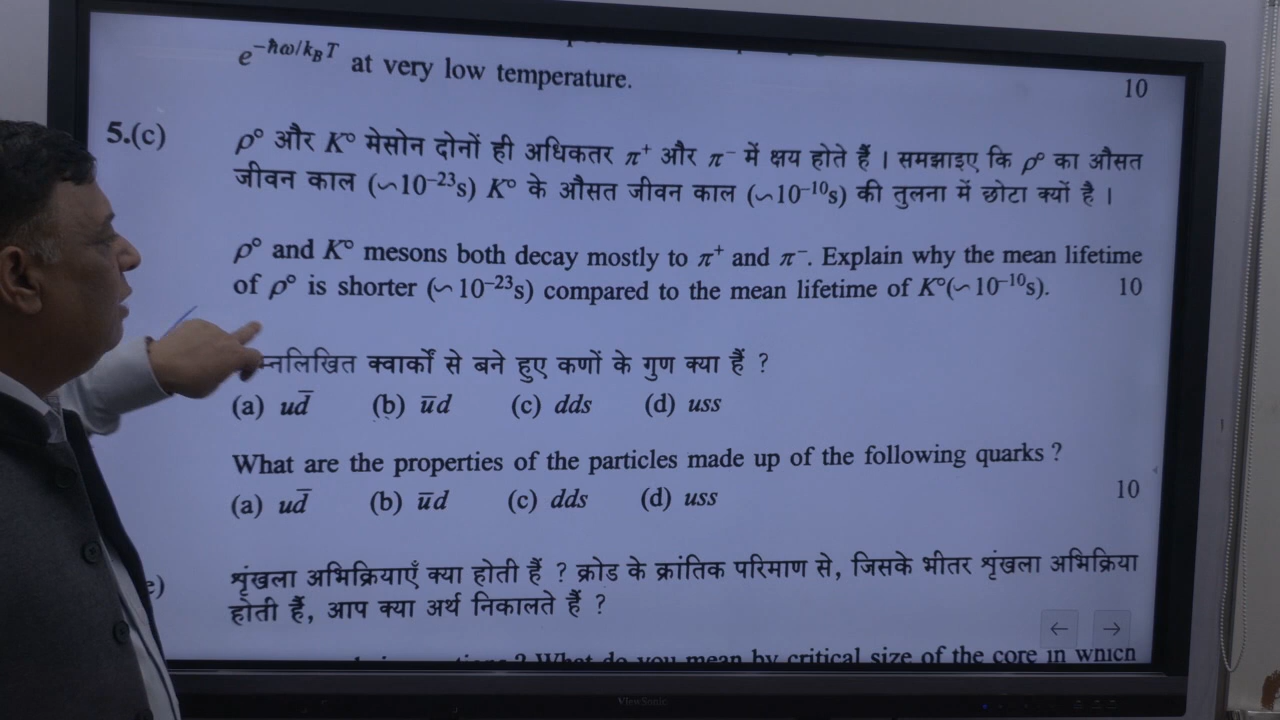 e^{-ħω/k_BT} at very low temperature.
10
5.(c) ρ° और K° मेसोन दोनों ही अधिकतर π⁺ और π⁻ में क्षय होते हैं । समझाइए कि ρ° का औसत
जीवन काल (∽10⁻²³s) K° के औसत जीवन काल (∽10⁻¹⁰s) की तुलना में छोटा क्यों है ।
ρ° and K° mesons both decay mostly to π⁺ and π⁻. Explain why the mean lifetime
of ρ° is shorter (∽10⁻²³s) compared to the mean lifetime of K°(∽10⁻¹⁰s). 10
क्वार्कों से बने हुए कणों के गुण क्या हैं ?
(a) ud̅ (b) u̅d (c) dds (d) uss
What are the properties of the particles made up of the following quarks ?
(a) ud̅ (b) u̅d (c) dds (d) uss
10
शृंखला अभिक्रियाएँ क्या होती हैं ? क्रोड के क्रांतिक परिमाण से, जिसके भीतर शृंखला अभिक्रिया
होती हैं, आप क्या अर्थ निकालते हैं ?
← →
? What do you mean by critical size of the core in which
ViewSonic